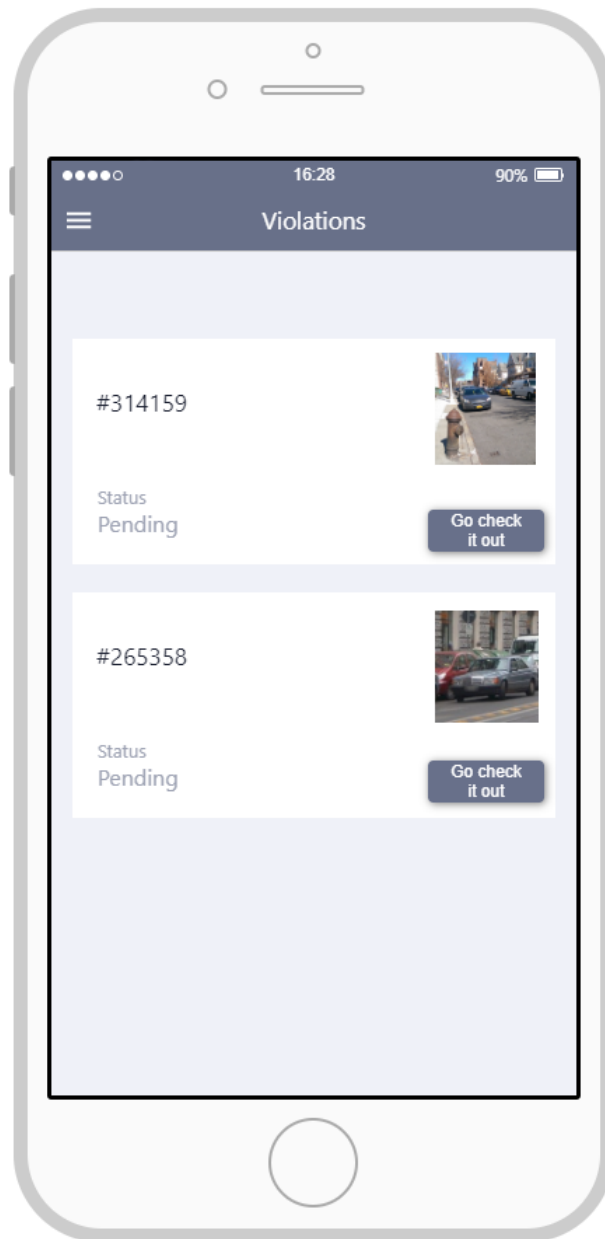 16:28
90%
Violations
#314159
Status
Pending
Go check
it out
#265358
Status
Pending
Go check
it out